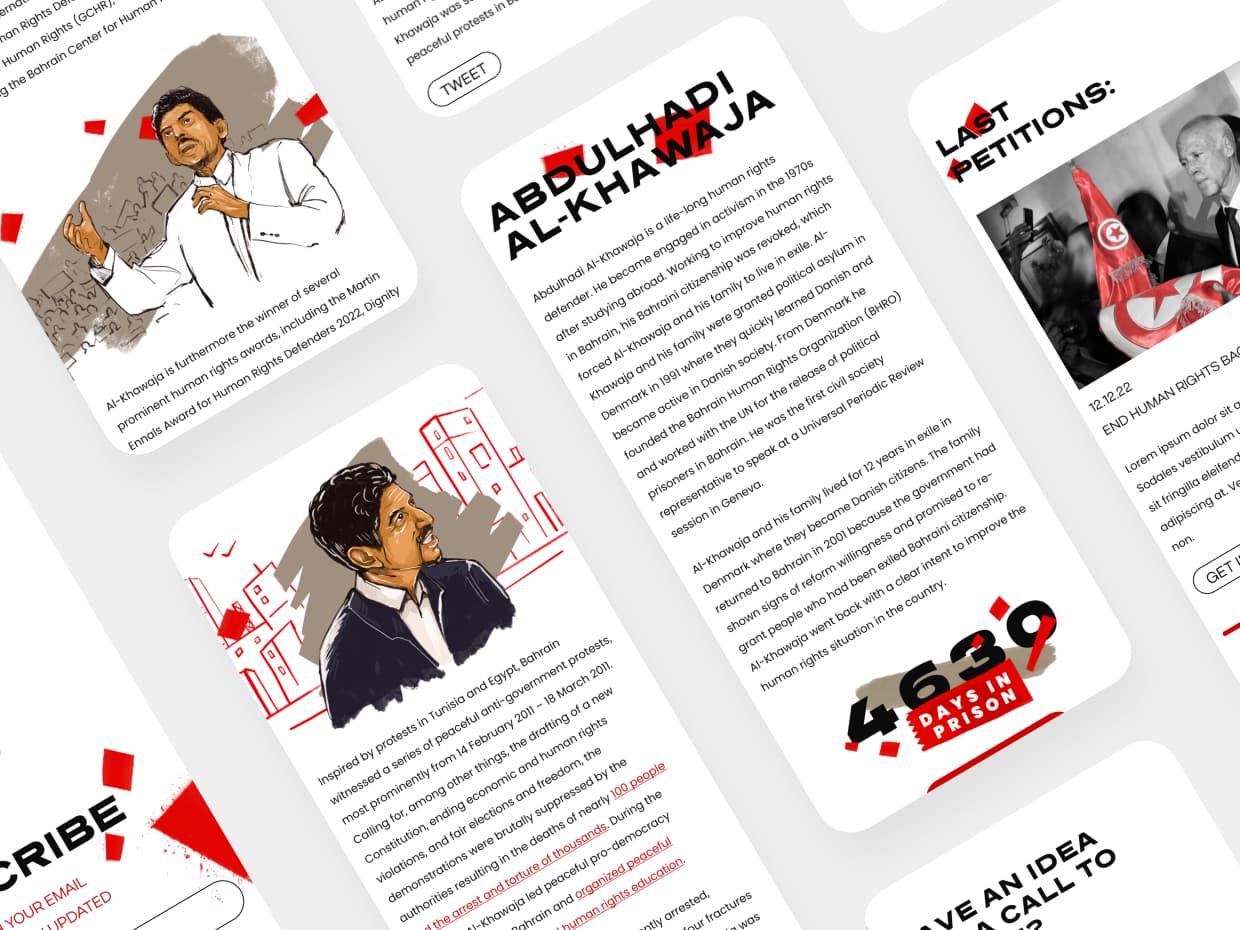 Human Rights (GCHR),
the Bahrain Center for Human
Al-Khawaja is furthermore the winner of several
prominent human rights awards, including the Martin
Ennals Award for Human Rights Defenders 2022, Dignity
CRIBE
YOUR EMAIL
UPDATED
human
Khawaja was
peaceful protests in
TWEET
Inspired by protests in Tunisia and Egypt, Bahrain
witnessed a series of peaceful anti-government protests,
most prominently from 14 February 2011 – 18 March 2011.
Calling for, among other things, the drafting of a new
Constitution, ending economic and human rights
violations, and fair elections and freedom, the
demonstrations were brutally suppressed by the
authorities resulting in the deaths of nearly 100 people
the arrest and torture of thousands. During the
Al-Khawaja led peaceful pro-democracy
Bahrain and organized peaceful
human rights education.
ently arrested,
four fractures
was
ABDULHADI
AL-KHAWAJA
Abdulhadi Al-Khawaja is a life-long human rights
defender. He became engaged in activism in the 1970s
after studying abroad. Working to improve human rights
in Bahrain, his Bahraini citizenship was revoked, which
forced Al-Khawaja and his family to live in exile. Al-
Khawaja and his family were granted political asylum in
Denmark in 1991 where they quickly learned Danish and
became active in Danish society. From Denmark he
founded the Bahrain Human Rights Organization (BHRO)
and worked with the UN for the release of political
prisoners in Bahrain. He was the first civil society
representative to speak at a Universal Periodic Review
session in Geneva.
Al-Khawaja and his family lived for 12 years in exile in
Denmark where they became Danish citizens. The family
returned to Bahrain in 2001 because the government had
shown signs of reform willingness and promised to re-
grant people who had been exiled Bahraini citizenship.
Al-Khawaja went back with a clear intent to improve the
human rights situation in the country.
4639
DAYS IN
PRISON
LAST
PETITIONS:
12.12.22
END HUMAN RIGHTS BAC
Lorem ipsum dolor sit a
Sodales vestibulum
sit fringilla eleifend
adipiscing at. Ve
non.
GET
AVE AN IDEA
A CALL TO